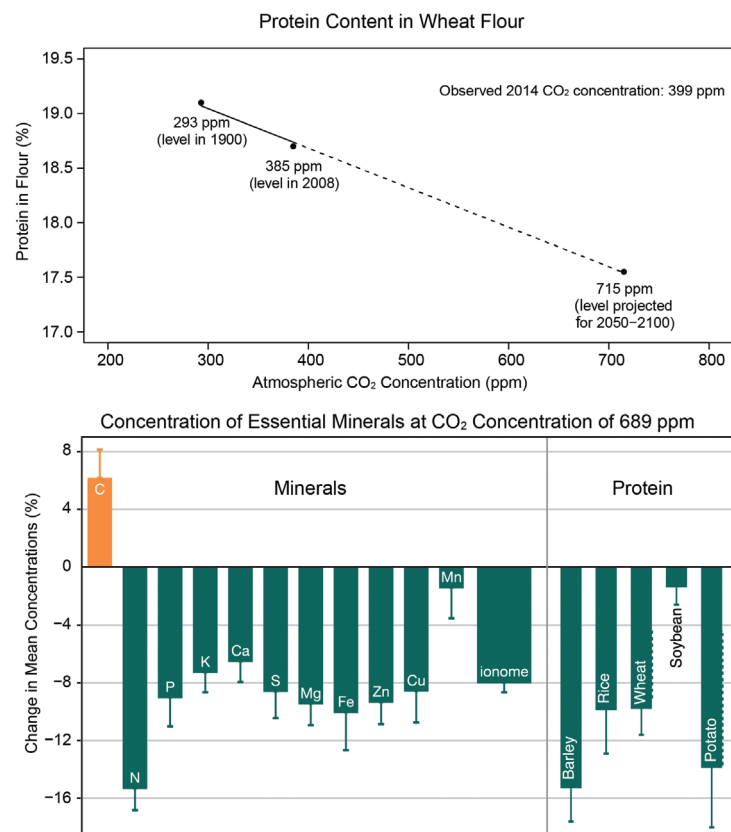 Protein Content in Wheat Flour
19.5
Observed 2014 CO₂ concentration: 399 ppm
19.0
293 ppm
(level in 1900)
385 ppm
(level in 2008)
18.5
Protein in Flour (%)
18.0
17.5
715 ppm
(level projected
for 2050−2100)
17.0
200 300 400 500 600 700 800
Atmospheric CO₂ Concentration (ppm)
Concentration of Essential Minerals at CO₂ Concentration of 689 ppm
8
C
Minerals
Protein
4
0
Change in Mean Concentrations (%)
−4
−8
−12
−16
N
P
K
Ca
S
Mg
Fe
Zn
Cu
Mn
ionome
Barley
Rice
Wheat
Soybean
Potato